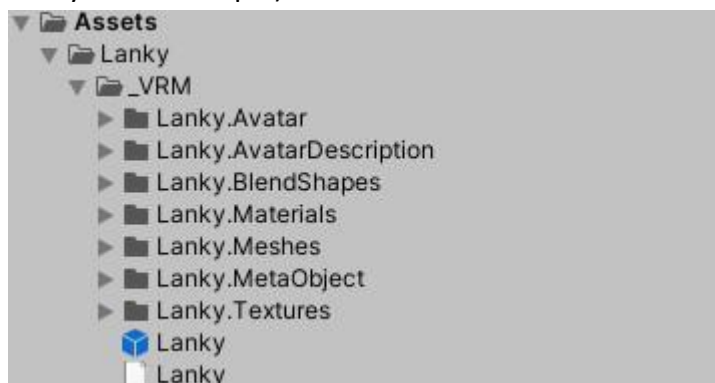 Assets
Lanky
_VRM
Lanky.Avatar
Lanky.AvatarDescription
Lanky.BlendShapes
Lanky.Materials
Lanky.Meshes
Lanky.MetaObject
Lanky.Textures
Lanky
Lanky